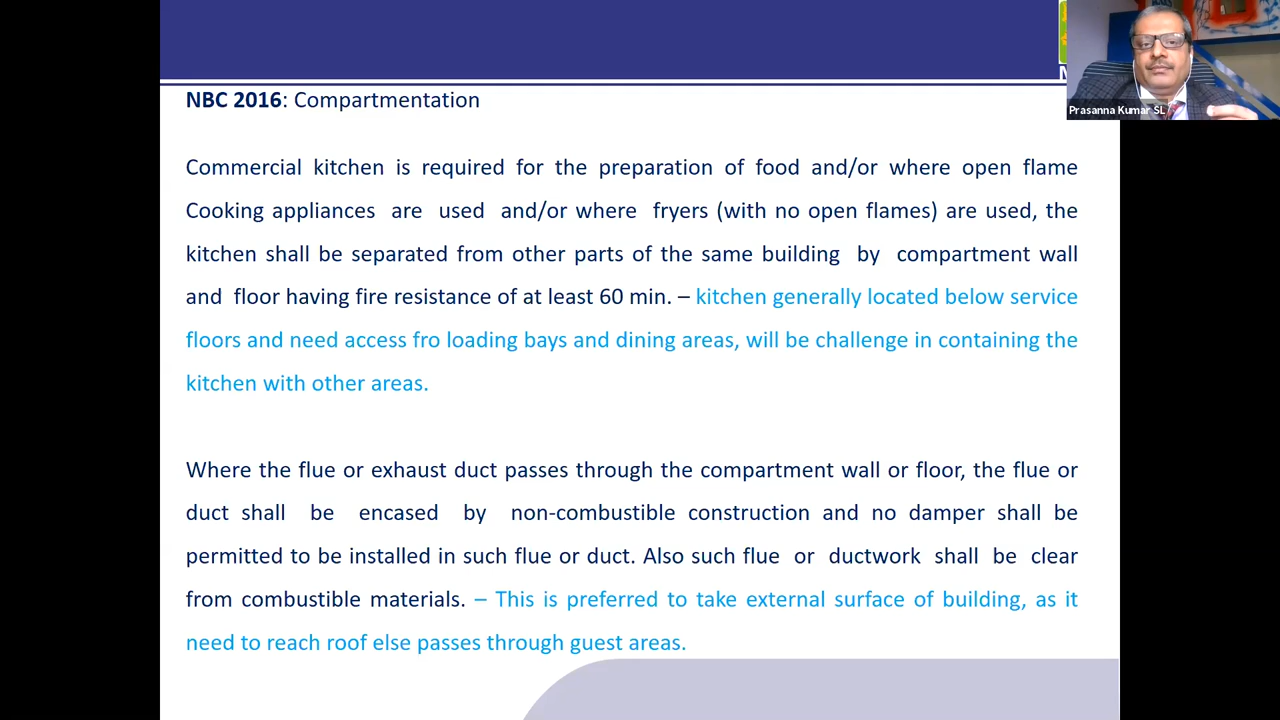 NBC 2016: Compartmentation
Prasanna Kumar SL
Commercial kitchen is required for the preparation of food and/or where open flame
Cooking appliances are used and/or where fryers (with no open flames) are used, the
kitchen shall be separated from other parts of the same building by compartment wall
and floor having fire resistance of at least 60 min. – kitchen generally located below service
floors and need access fro loading bays and dining areas, will be challenge in containing the
kitchen with other areas.
Where the flue or exhaust duct passes through the compartment wall or floor, the flue or
duct shall be encased by non-combustible construction and no damper shall be
permitted to be installed in such flue or duct. Also such flue or ductwork shall be clear
from combustible materials. – This is preferred to take external surface of building, as it
need to reach roof else passes through guest areas.